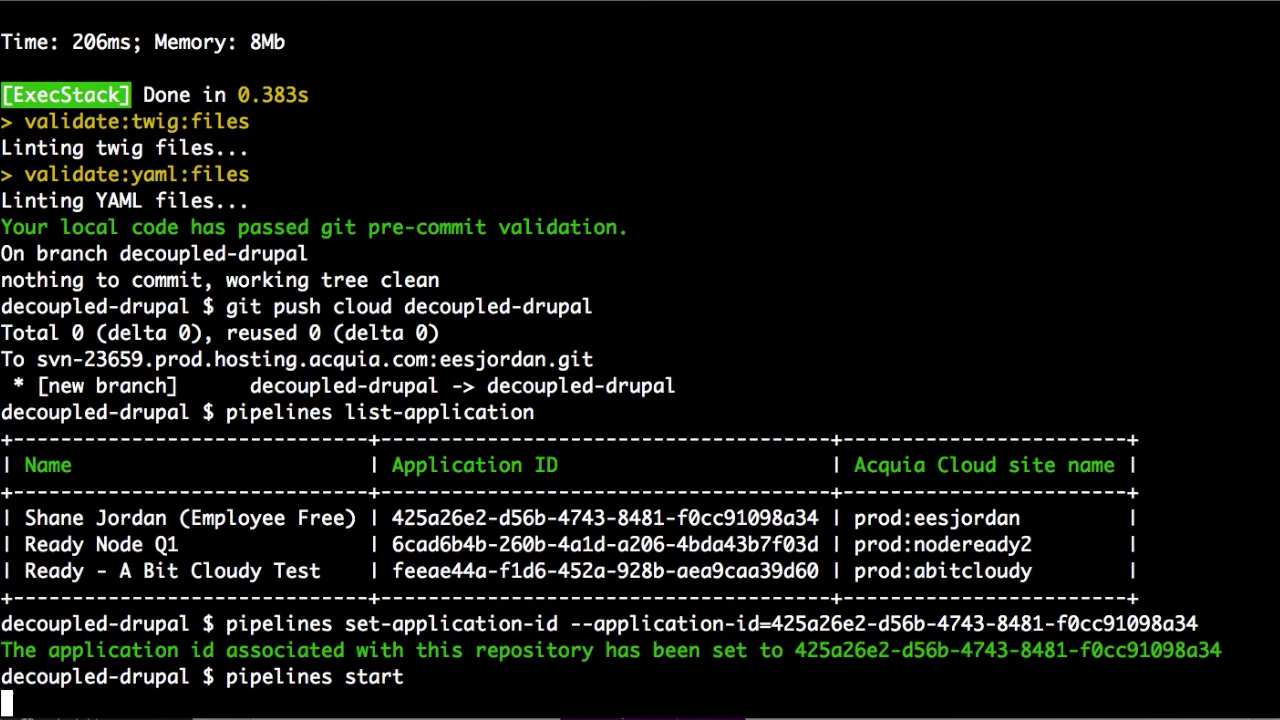 Time: 206ms; Memory: 8Mb
[ExecStack] Done in 0.383s
> validate:twig:files
Linting twig files...
> validate:yaml:files
Linting YAML files...
Your local code has passed git pre-commit validation.
On branch decoupled-drupal
nothing to commit, working tree clean
decoupled-drupal $ git push cloud decoupled-drupal
Total 0 (delta 0), reused 0 (delta 0)
To svn-23659.prod.hosting.acquia.com:eesjordan.git
 * [new branch]      decoupled-drupal -> decoupled-drupal
decoupled-drupal $ pipelines list-application
+------------------------------+--------------------------------------+------------------------+
| Name                         | Application ID                       | Acquia Cloud site name |
+------------------------------+--------------------------------------+------------------------+
| Shane Jordan (Employee Free) | 425a26e2-d56b-4743-8481-f0cc91098a34 | prod:eesjordan         |
| Ready Node Q1                | 6cad6b4b-260b-4a1d-a206-4bda43b7f03d | prod:nodeready2        |
| Ready - A Bit Cloudy Test    | feeae44a-f1d6-452a-928b-aea9caa39d60 | prod:abitcloudy        |
+------------------------------+--------------------------------------+------------------------+
decoupled-drupal $ pipelines set-application-id --application-id=425a26e2-d56b-4743-8481-f0cc91098a34
The application id associated with this repository has been set to 425a26e2-d56b-4743-8481-f0cc91098a34
decoupled-drupal $ pipelines start